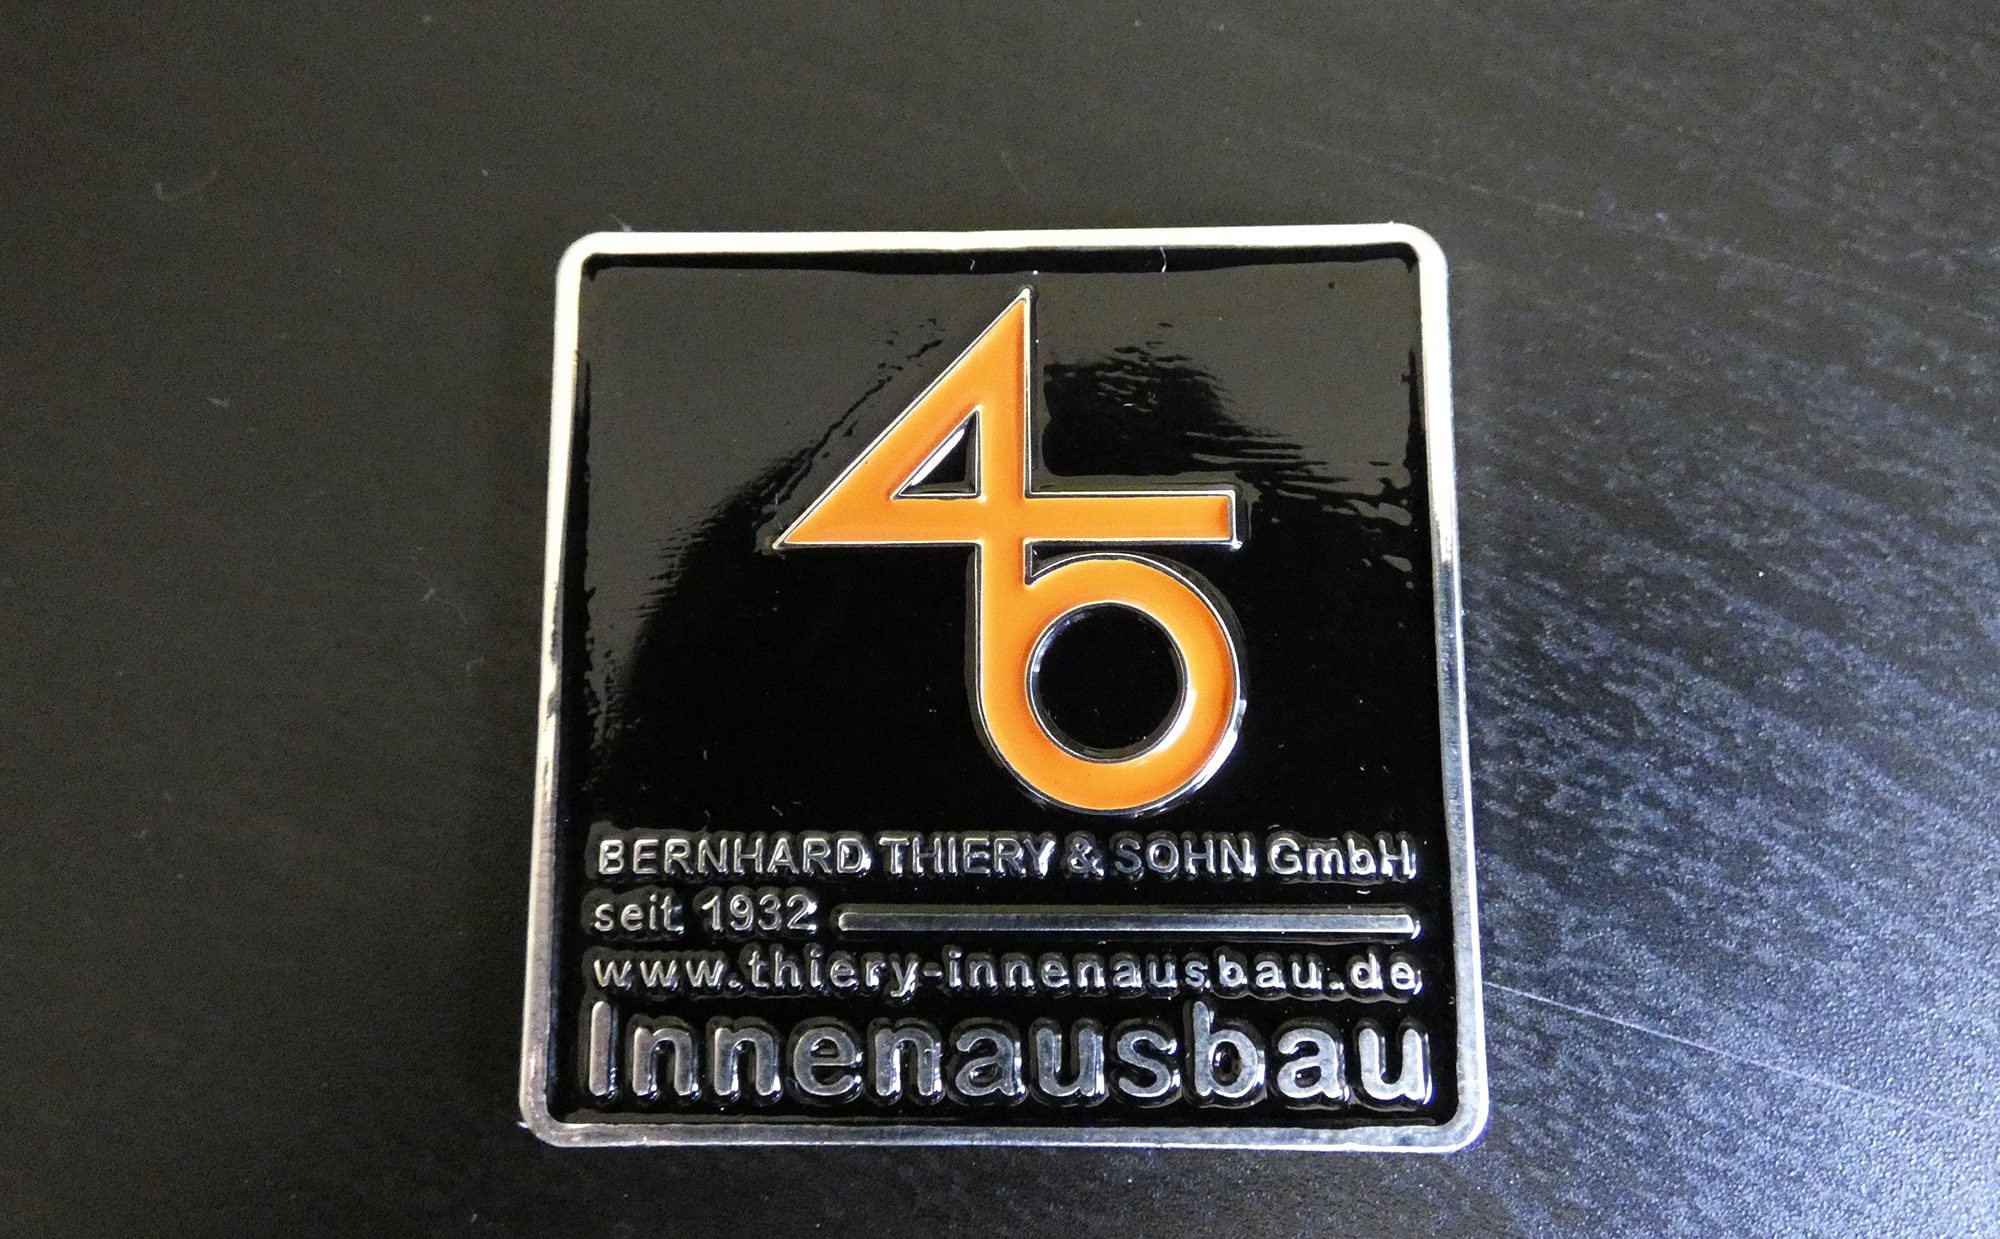 BERNHARD THIERY & SOHN GmbH
seit 1932
www.thiery-innenausbau.de
Innenausbau